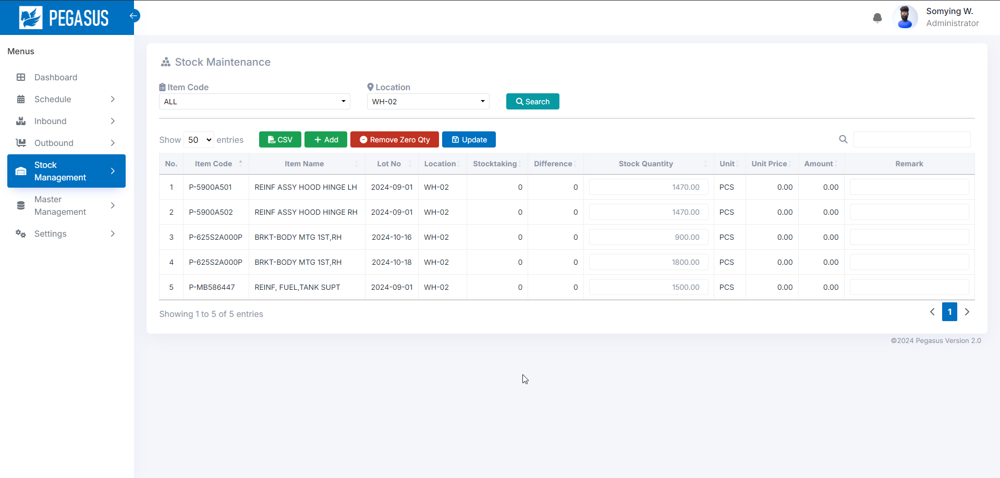 PEGASUS
Somying W.
Administrator
Menus
Dashboard
Schedule
Inbound
Outbound
Stock
Management
Master
Management
Settings
Stock Maintenance
Item Code
Location
ALL
WH-02
Search
Show 50 entries
CSV
Add
Remove Zero Qty
Update
No. Item Code Item Name Lot No Location Stocktaking Difference Stock Quantity Unit Unit Price Amount Remark
1 P-5900A501 REINF ASSY HOOD HINGE LH 2024-09-01 WH-02 0 0 1470.00 PCS 0.00 0.00
2 P-5900A502 REINF ASSY HOOD HINGE RH 2024-09-01 WH-02 0 0 1470.00 PCS 0.00 0.00
3 P-625S2A000P BRKT-BODY MTG 1ST,RH 2024-10-16 WH-02 0 0 900.00 PCS 0.00 0.00
4 P-625S2A000P BRKT-BODY MTG 1ST,RH 2024-10-18 WH-02 0 0 1800.00 PCS 0.00 0.00
5 P-MB586447 REINF, FUEL,TANK SUPT 2024-09-01 WH-02 0 0 1500.00 PCS 0.00 0.00
Showing 1 to 5 of 5 entries
1
©2024 Pegasus Version 2.0